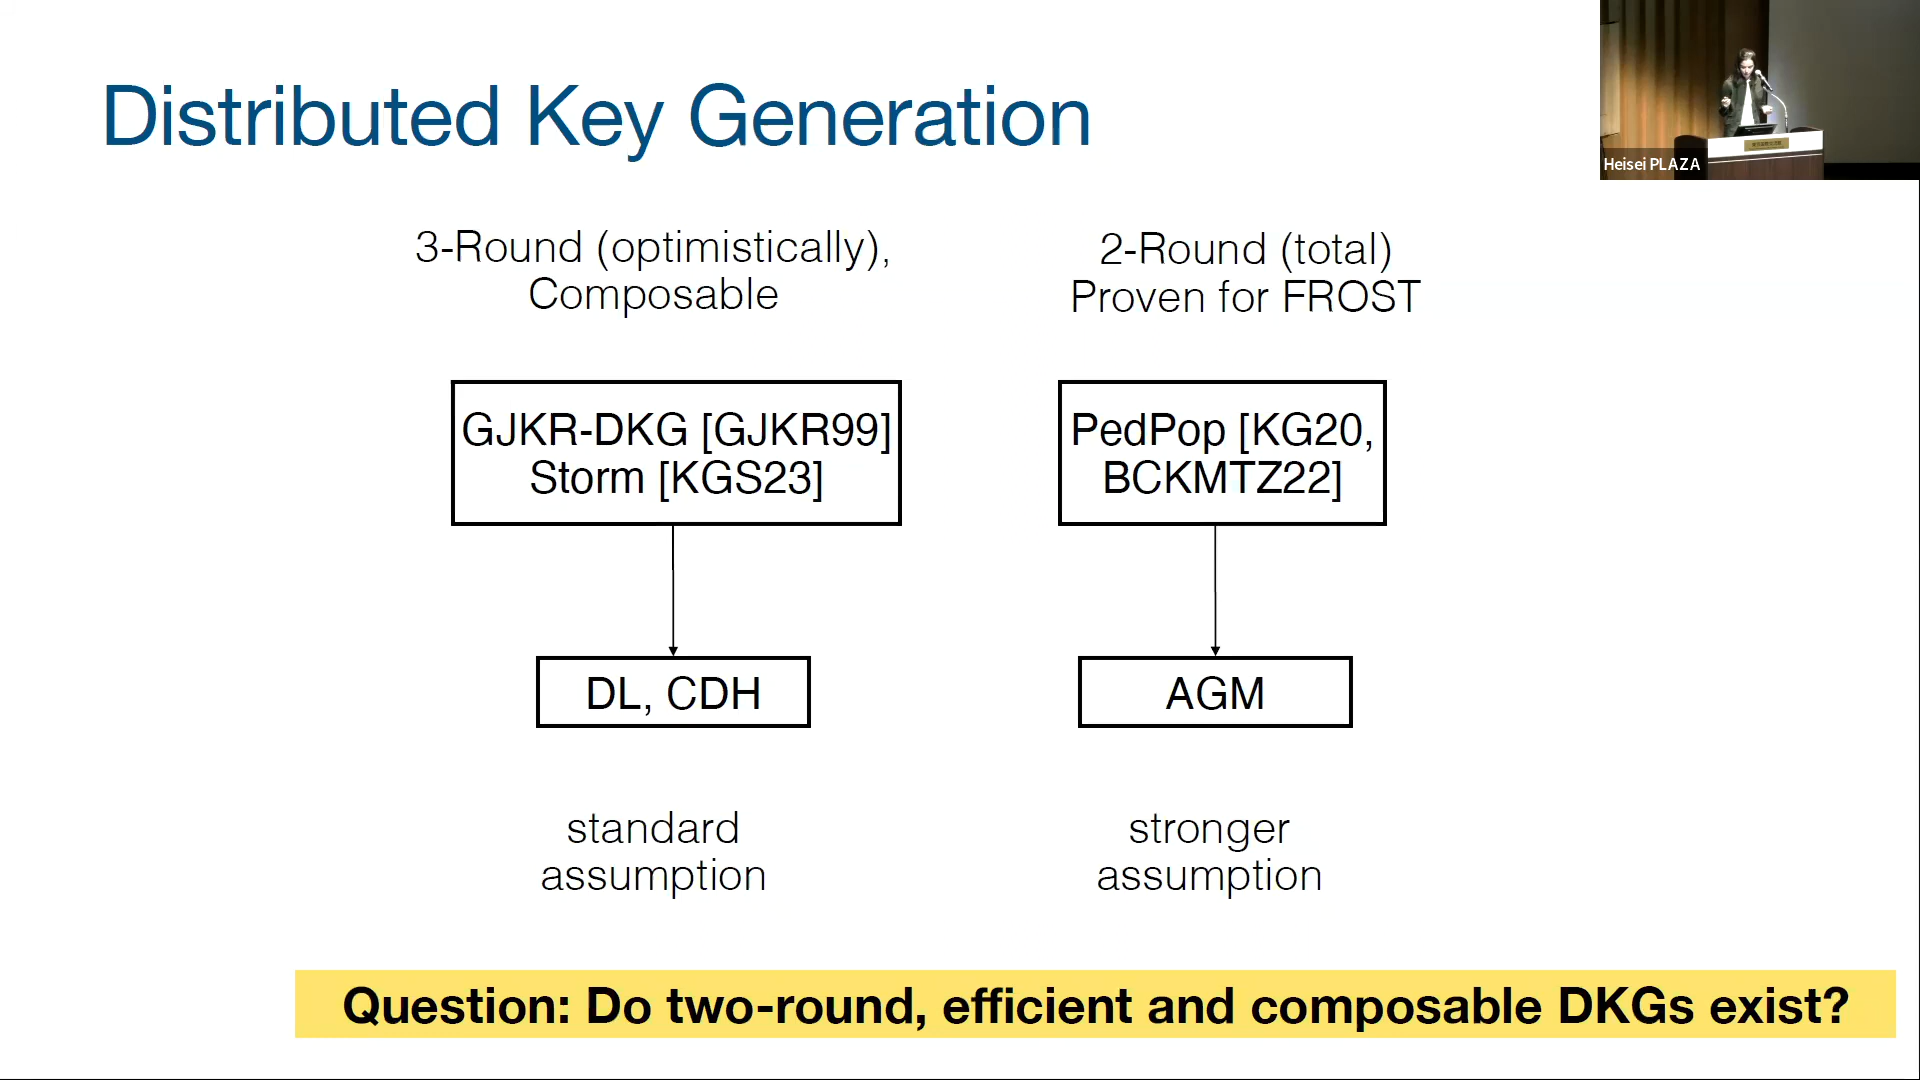 Distributed Key Generation
Heisei PLAZA
3-Round (optimistically),
Composable
2-Round (total)
Proven for FROST
GJKR-DKG [GJKR99]
Storm [KGS23]
PedPop [KG20,
BCKMTZ22]
DL, CDH
AGM
standard
assumption
stronger
assumption
Question: Do two-round, efficient and composable DKGs exist?